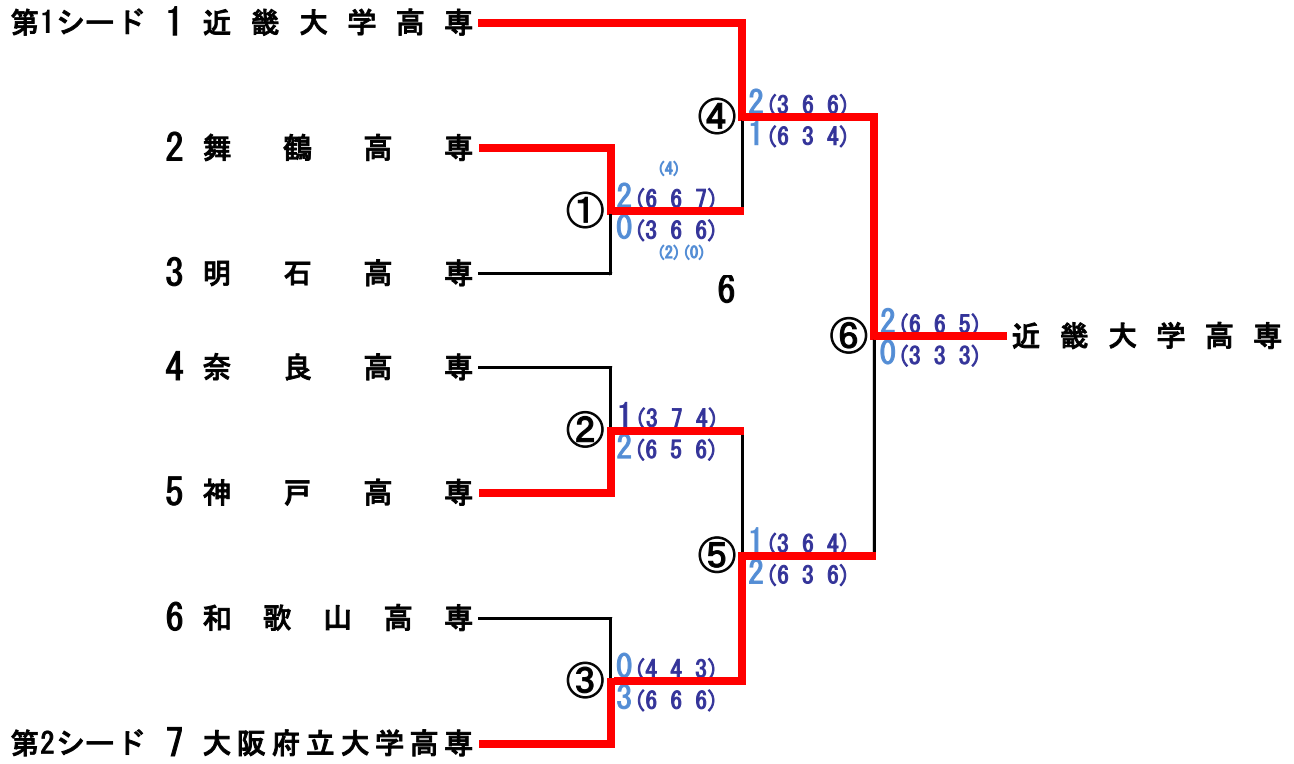 第1シード 1 近畿大学高専
④ 2 (3 6 6)
1 (6 3 4)
2 舞鶴高専
(4)
① 2 (6 6 7)
0 (3 6 6)
(2) (0)
3 明石高専
6
⑥ 2 (6 6 5) 近畿大学高専
0 (3 3 3)
4 奈良高専
② 1 (3 7 4)
2 (6 5 6)
5 神戸高専
⑤ 1 (3 6 4)
2 (6 3 6)
6 和歌山高専
③ 0 (4 4 3)
3 (6 6 6)
第2シード 7 大阪府立大学高専